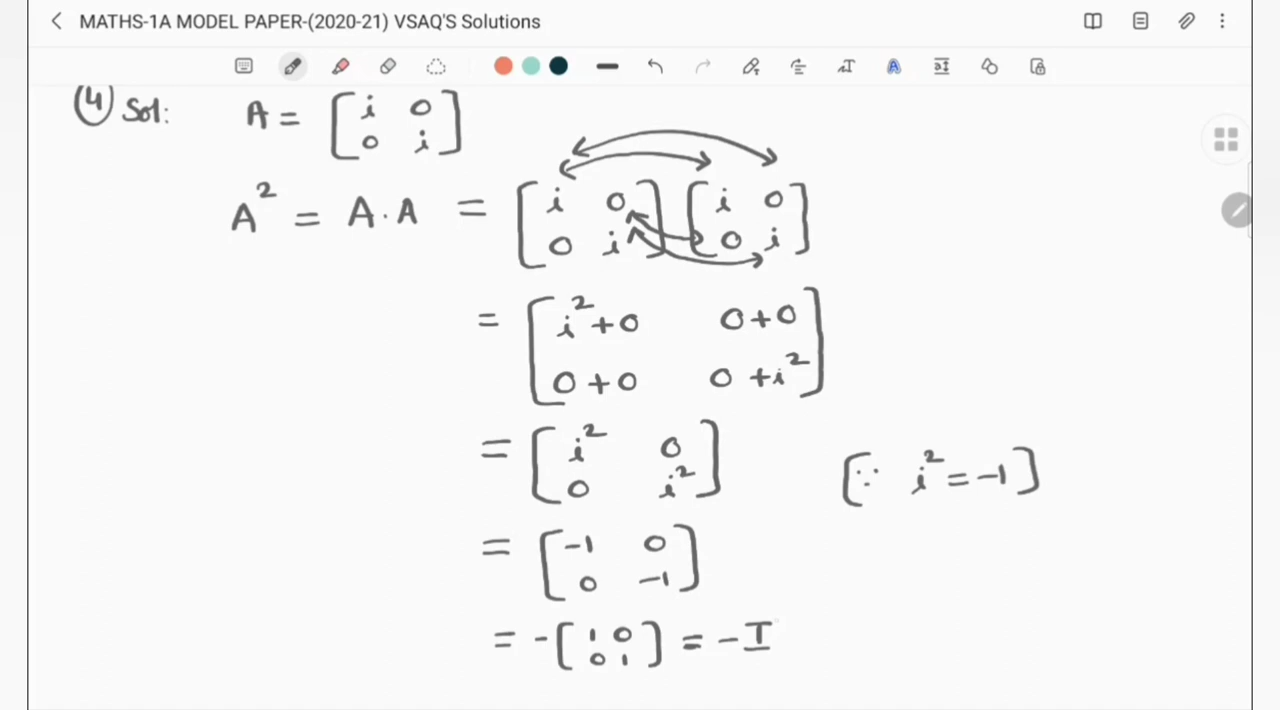 MATHS-1A MODEL PAPER-(2020-21) VSAQ'S Solutions
(4) Sol: A = [i 0; 0 i]
A² = A·A = [i 0; 0 i] [i 0; 0 i]
= [i²+0 0+0; 0+0 0+i²]
= [i² 0; 0 i²] [∵ i² = -1]
= [-1 0; 0 -1]
= -[1 0; 0 1] = -I